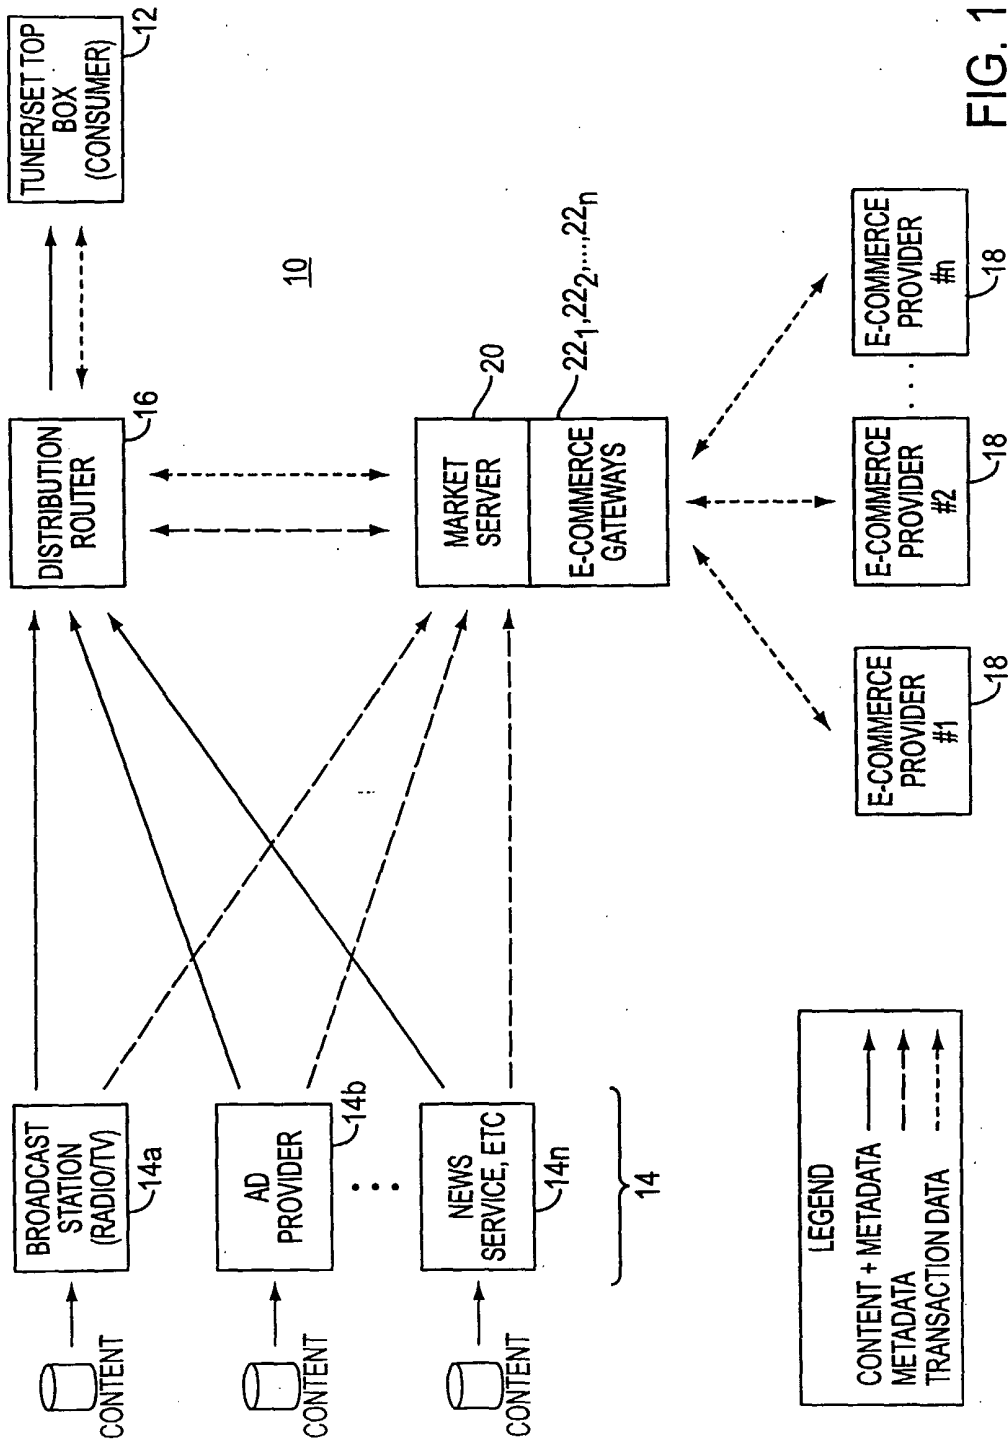 CONTENT
CONTENT
CONTENT
BROADCAST
STATION
(RADIO/TV)
14a
AD
PROVIDER
14b
NEWS
SERVICE, ETC
14n
14
DISTRIBUTION
ROUTER
16
TUNER/SET TOP
BOX
(CONSUMER)
12
10
MARKET
SERVER
20
E-COMMERCE
GATEWAYS
22₁,22₂,...,22n
E-COMMERCE
PROVIDER
#1
18
E-COMMERCE
PROVIDER
#2
18
E-COMMERCE
PROVIDER
#n
18
LEGEND
CONTENT + METADATA
METADATA
TRANSACTION DATA
FIG. 1